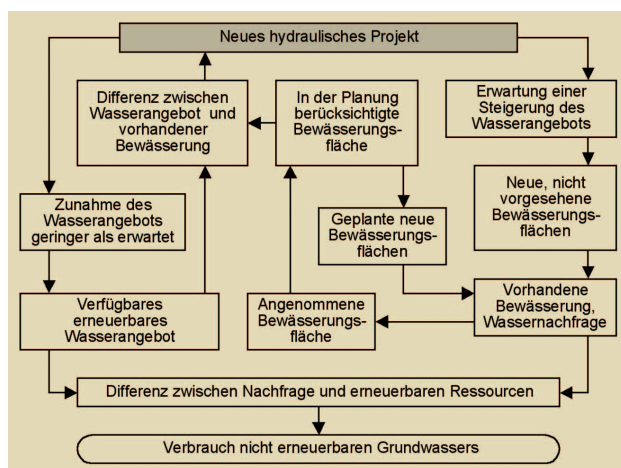 Neues hydraulisches Projekt
Differenz zwischen
Wasserangebot und
vorhandener
Bewässerung
In der Planung
berücksichtigte
Bewässerungs-
fläche
Erwartung einer
Steigerung des
Wasserangebots
Zunahme des
Wasserangebots
geringer als erwartet
Geplante neue
Bewässerungs-
flächen
Neue, nicht
vorgesehene
Bewässerungs-
flächen
Verfügbares
erneuerbares
Wasserangebot
Angenommene
Bewässerungs-
fläche
Vorhandene
Bewässerung,
Wassernachfrage
Differenz zwischen Nachfrage und erneuerbaren Ressourcen
Verbrauch nicht erneuerbaren Grundwassers